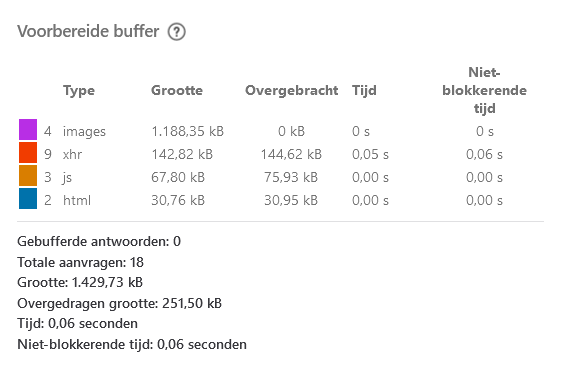 Voorbereide buffer ?
Type Grootte Overgebracht Tijd Niet-blokkerende tijd
4 images 1.188,35 kB 0 kB 0 s 0 s
9 xhr 142,82 kB 144,62 kB 0,05 s 0,06 s
3 js 67,80 kB 75,93 kB 0,00 s 0,00 s
2 html 30,76 kB 30,95 kB 0,00 s 0,00 s
Gebufferde antwoorden: 0
Totale aanvragen: 18
Grootte: 1.429,73 kB
Overgedragen grootte: 251,50 kB
Tijd: 0,06 seconden
Niet-blokkerende tijd: 0,06 seconden